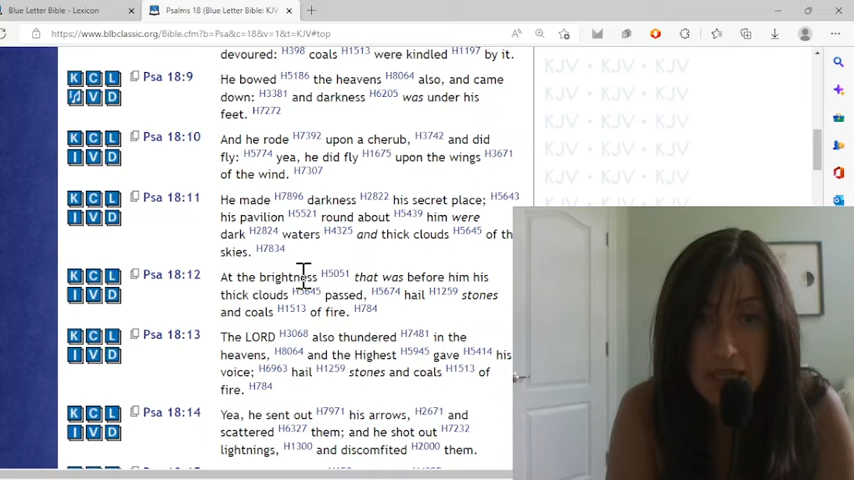 Blue Letter Bible - Lexicon
Psalms 18 (Blue Letter Bible: KJV
https://www.blbclassic.org/Bible.cfm?b=Psa&c=18&v=1&t=KJV#top
devoured: H398 coals H1513 were kindled H1197 by it.
K C L Psa 18:9 He bowed H5186 the heavens H8064 also, and came
V D down: H3381 and darkness H6205 was under his
feet. H7272
K C L Psa 18:10 And he rode H7392 upon a cherub, H3742 and did
I V D fly: H5774 yea, he did fly H1675 upon the wings H3671
of the wind. H7307
K C L Psa 18:11 He made H7896 darkness H2822 his secret place; H5643
I V D his pavilion H5521 round about H5439 him were
dark H2824 waters H4325 and thick clouds H5645 of th
skies. H7834
K C L Psa 18:12 At the brightness H5051 that was before him his
I V D thick clouds H5645 passed, H5674 hail H1259 stones
and coals H1513 of fire. H784
K C L Psa 18:13 The LORD H3068 also thundered H7481 in the
I V D heavens, H8064 and the Highest H5945 gave H5414 his
voice; H6963 hail H1259 stones and coals H1513 of
fire. H784
K C L Psa 18:14 Yea, he sent out H7971 his arrows, H2671 and
I V D scattered H6327 them; and he shot out H7232
lightnings, H1300 and discomfited H2000 them.
KJV • KJV • KJV